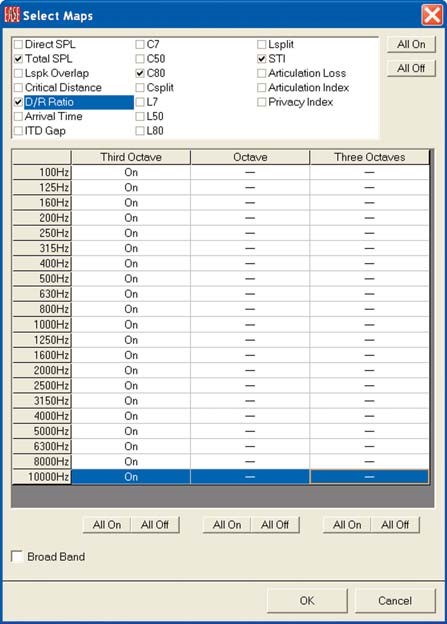 EASE Select Maps
Direct SPL C7 Lsplit All On
Total SPL C50 STI
Lspk Overlap C80 Articulation Loss All Off
Critical Distance Csplit Articulation Index
D/R Ratio L7 Privacy Index
Arrival Time L50
ITD Gap L80
Third Octave Octave Three Octaves
100Hz On — —
125Hz On — —
160Hz On — —
200Hz On — —
250Hz On — —
315Hz On — —
400Hz On — —
500Hz On — —
630Hz On — —
800Hz On — —
1000Hz On — —
1250Hz On — —
1600Hz On — —
2000Hz On — —
2500Hz On — —
3150Hz On — —
4000Hz On — —
5000Hz On — —
6300Hz On — —
8000Hz On — —
10000Hz On — —
All On All Off All On All Off All On All Off
Broad Band
OK Cancel